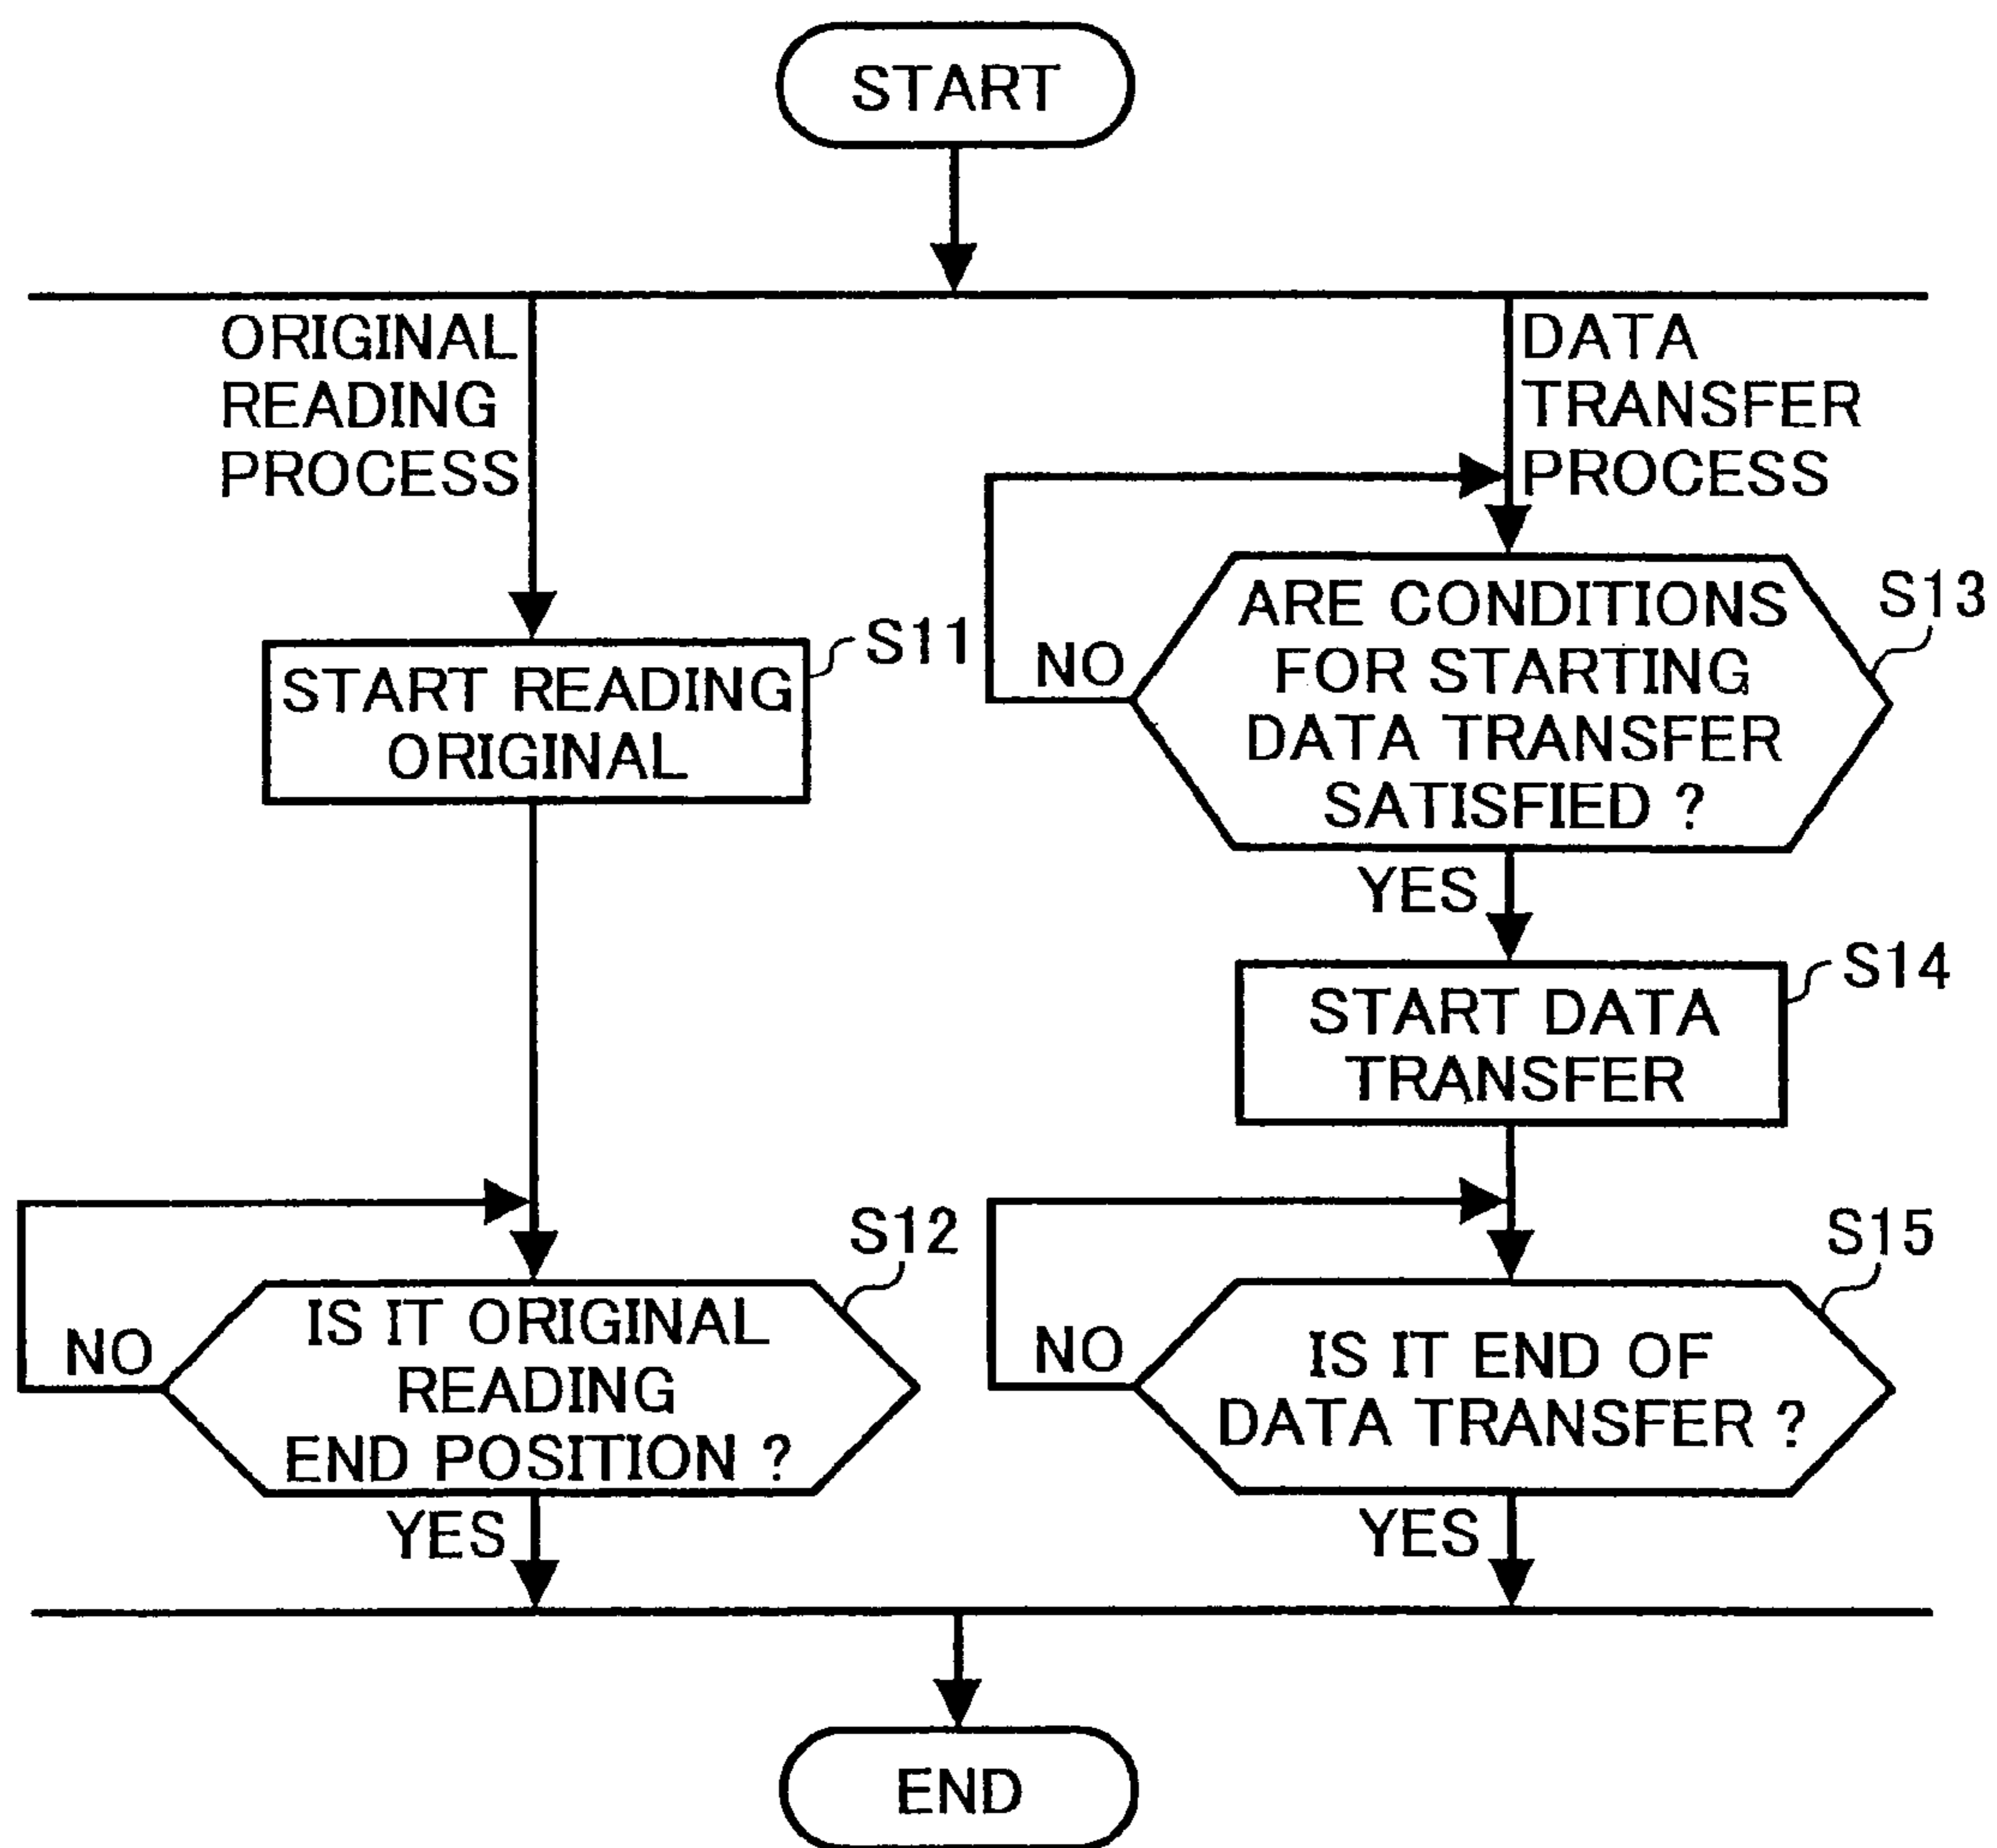 START
ORIGINAL
READING
PROCESS
DATA
TRANSFER
PROCESS
START READING
ORIGINAL
S11
ARE CONDITIONS
FOR STARTING
DATA TRANSFER
SATISFIED ?
S13
NO
YES
START DATA
TRANSFER
S14
IS IT ORIGINAL
READING
END POSITION ?
S12
NO
YES
IS IT END OF
DATA TRANSFER ?
S15
NO
YES
END